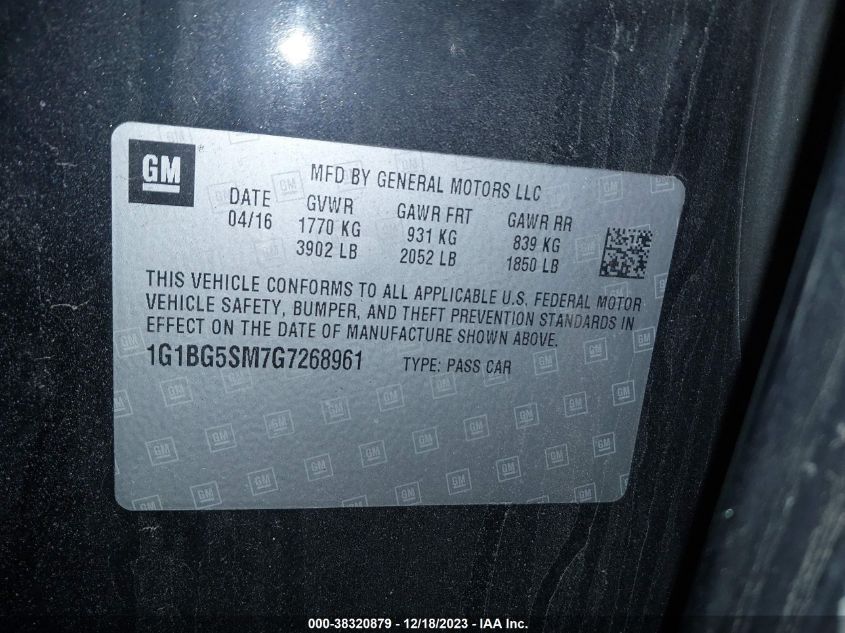 GM
MFD BY GENERAL MOTORS LLC
DATE GVWR GAWR FRT GAWR RR
04/16 1770 KG 931 KG 839 KG
3902 LB 2052 LB 1850 LB
THIS VEHICLE CONFORMS TO ALL APPLICABLE U.S. FEDERAL MOTOR
VEHICLE SAFETY, BUMPER, AND THEFT PREVENTION STANDARDS IN
EFFECT ON THE DATE OF MANUFACTURE SHOWN ABOVE.
1G1BG5SM7G7268961 TYPE: PASS CAR
000-38320879 - 12/18/2023 - IAA Inc.